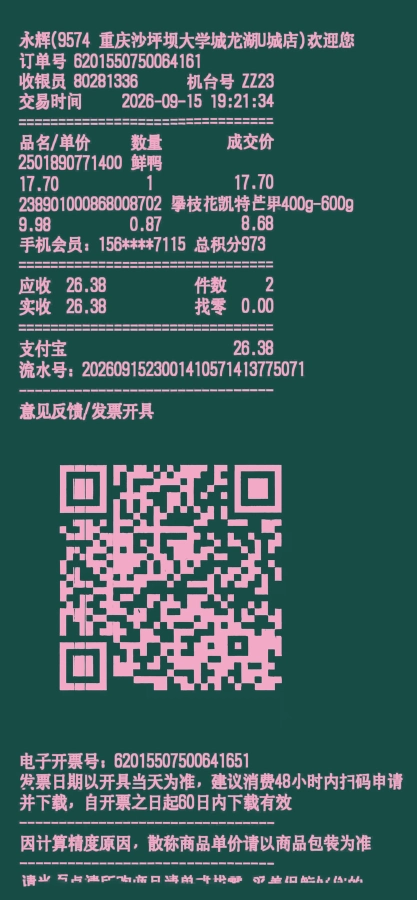 永辉(9574 重庆沙坪坝大学城龙湖U城店)欢迎您
订单号 6201550750064161
收银员 80281336 机台号 ZZ23
交易时间 2026-09-15 19:21:34
==============================
品名/单价 数量 成交价
2501890771400 鲜鸭
17.70 1 17.70
238901000868008702 攀枝花凯特芒果400g-600g
9.98 0.87 8.68
手机会员：156****7115 总积分973
==============================
应收 26.38 件数 2
实收 26.38 找零 0.00
==============================
支付宝 26.38
流水号：2026091523001410571413775071
------------------------------
意见反馈/发票开具
电子开票号：62015507500641651
发票日期以开具当天为准，建议消费48小时内扫码申请
并下载，自开票之日起60日内下载有效
------------------------------
因计算精度原因，散称商品单价请以商品包装为准
------------------------------